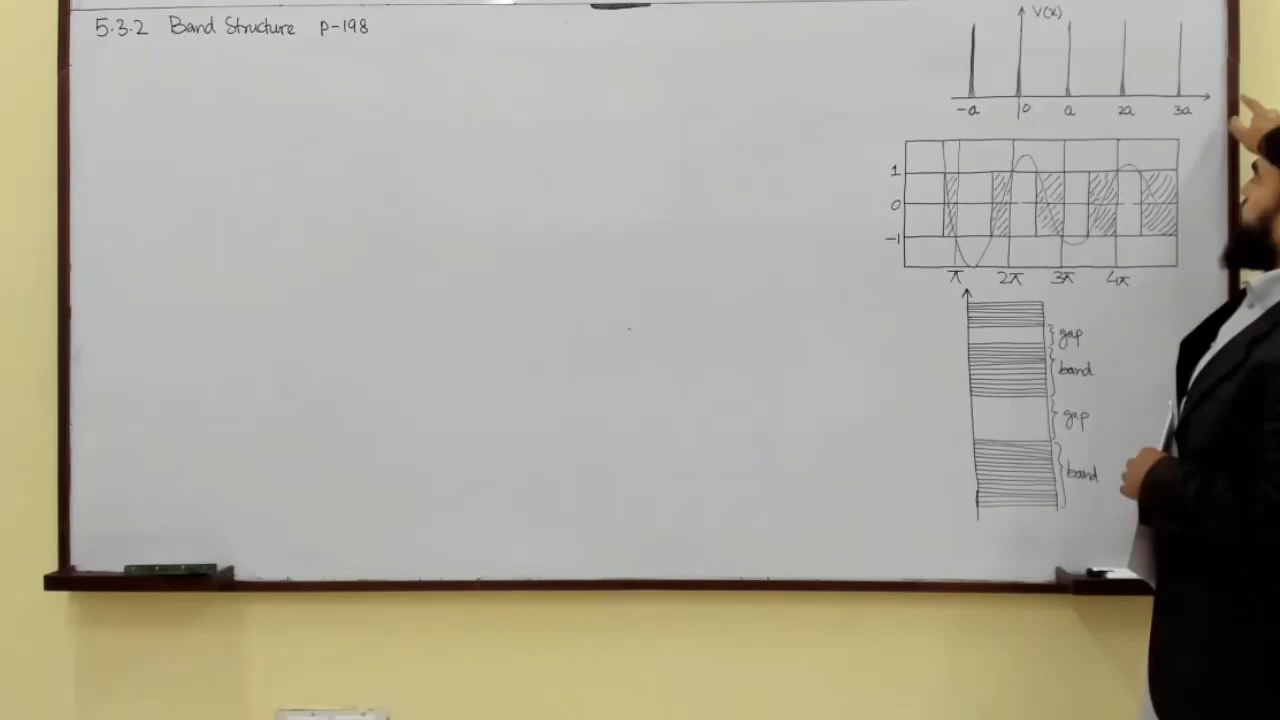 5.3.2 Band Structure P-198
V(x)
-a 0 a 2a 3a
1
0
-1
π 2π 3π 4π
gap
band
gap
band